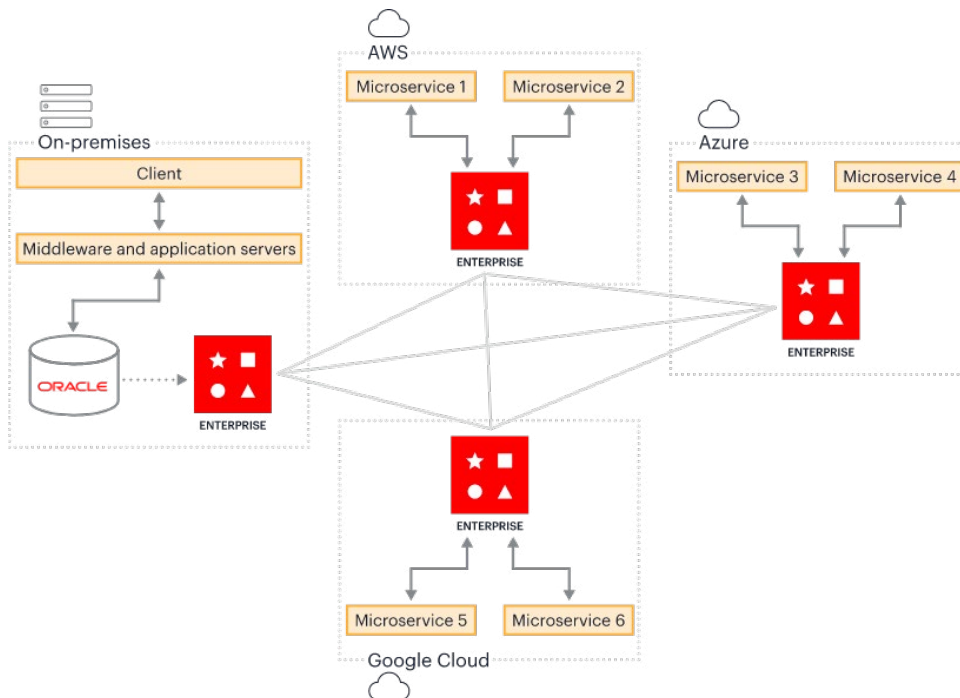 On-premises
Client
Middleware and application servers
ORACLE
ENTERPRISE
AWS
Microservice 1
Microservice 2
ENTERPRISE
Azure
Microservice 3
Microservice 4
ENTERPRISE
ENTERPRISE
Microservice 5
Microservice 6
Google Cloud